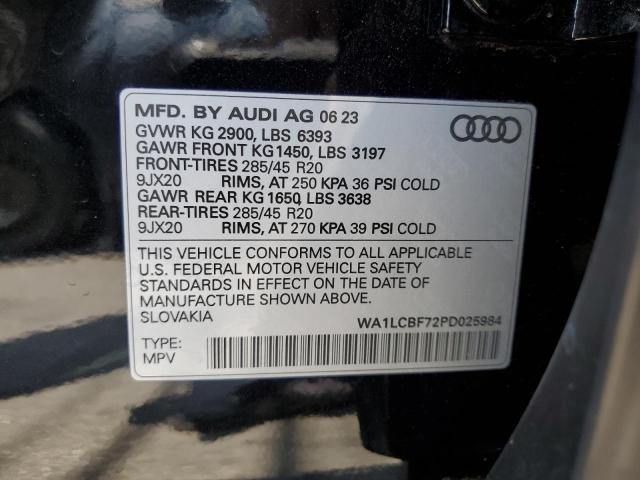 MFD. BY AUDI AG 06 23
GVWR KG 2900, LBS 6393
GAWR FRONT KG 1450, LBS 3197
FRONT-TIRES 285/45 R20
9JX20 RIMS, AT 250 KPA 36 PSI COLD
GAWR REAR KG 1650, LBS 3638
REAR-TIRES 285/45 R20
9JX20 RIMS, AT 270 KPA 39 PSI COLD
THIS VEHICLE CONFORMS TO ALL APPLICABLE
U.S. FEDERAL MOTOR VEHICLE SAFETY
STANDARDS IN EFFECT ON THE DATE OF
MANUFACTURE SHOWN ABOVE.
SLOVAKIA WA1LCBF72PD025984
TYPE:
MPV